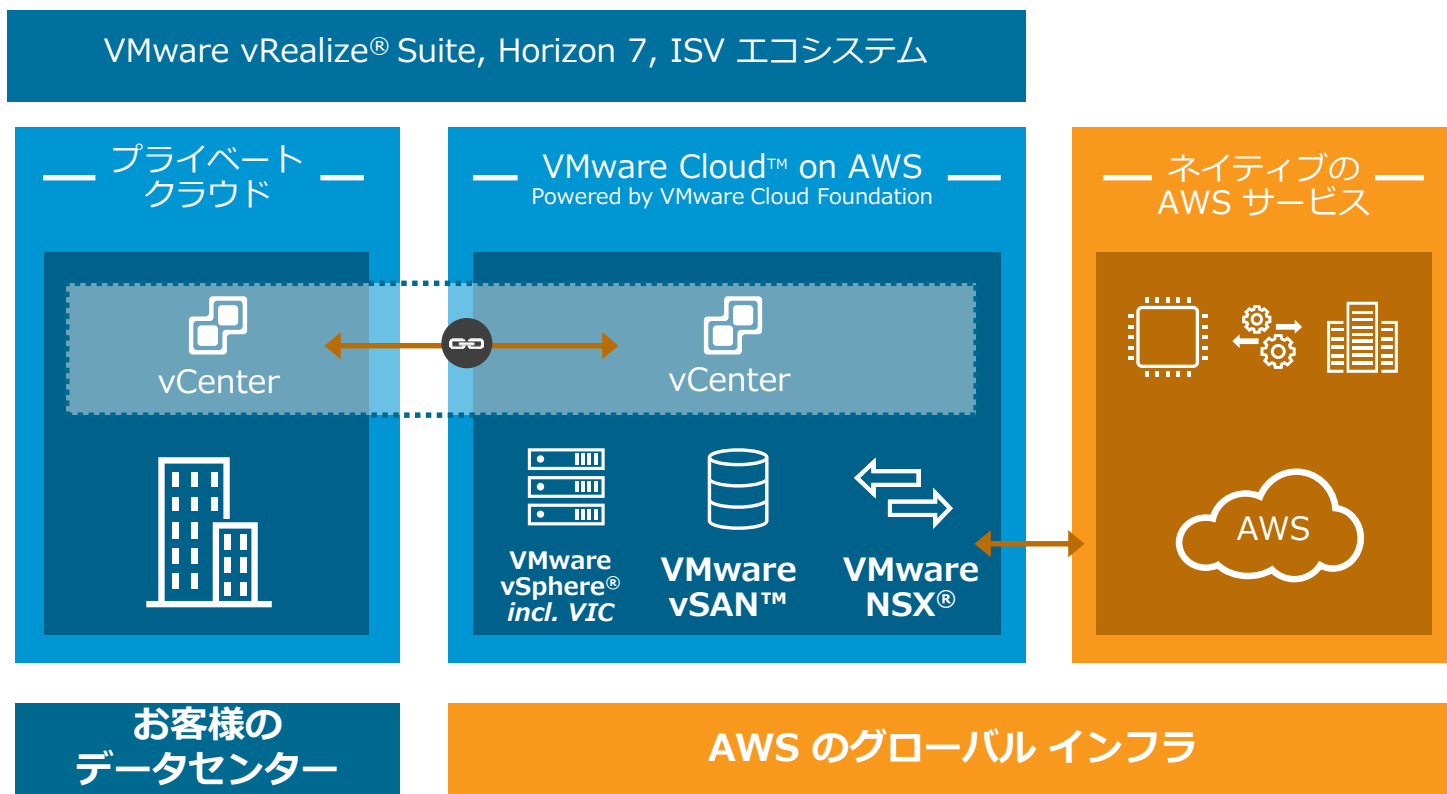 VMware vRealize® Suite, Horizon 7, ISV エコシステム
プライベート
クラウド
VMware Cloud™ on AWS
Powered by VMware Cloud Foundation
ネイティブの
AWS サービス
vCenter
vCenter
VMware
vSphere®
incl. VIC
VMware
vSAN™
VMware
NSX®
AWS
お客様の
データセンター
AWS のグローバル インフラ